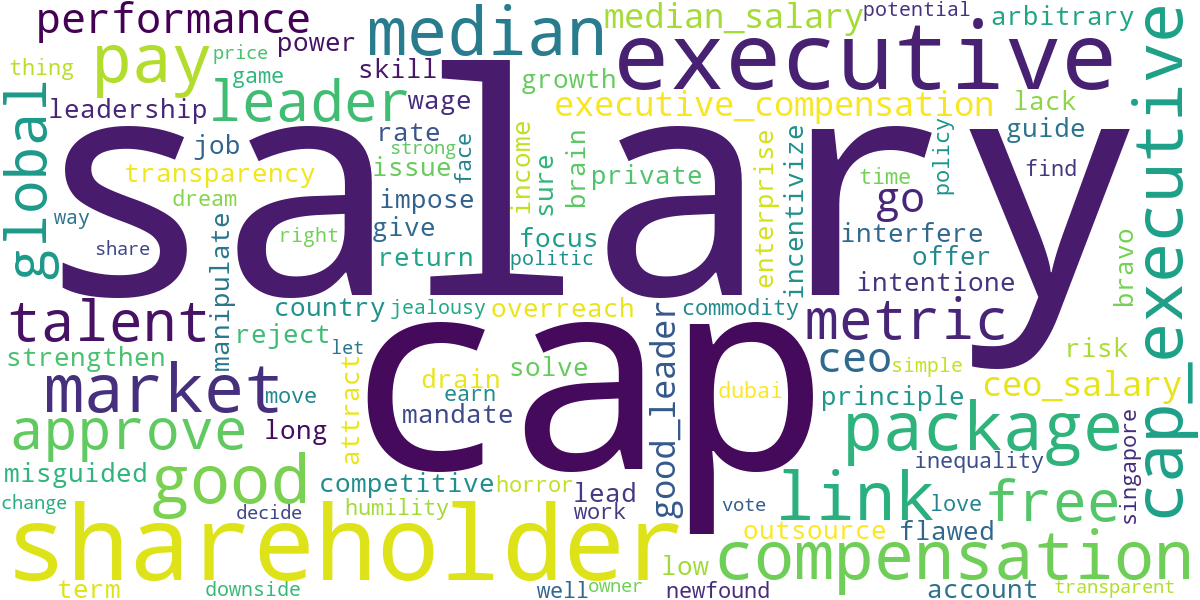 performance
power
price
median
median_salary
potential
arbitrary
thing
pay
game
skill
growth
executive
leadership
leader
wage
executive_compensation
lack
global
job
rate
strong
face
income
sure
brain
private
enterprise
incentivize
time
policy
guide
find
cap_executive
transparency
issue
dream
impose
go
salary
way
share
manipulate
right
give
return
focus
politic
interfere
offer
intentione
bravo
talent
country
jealousy
overreach
commodity
metric
strengthen
reject
let
cap
good_leader
solve
ceo
simple
risk
market
move
attract
drain
earn
mandate
dubai
principle
ceo_salary
approve
long
package
misguided
good
competitive
horror
lead
inequality
singapore
change
decide
humility
work
vote
link
love
free
shareholder
outsource
flawed
compensation
term
downside
well
owner
low
newfound
account
transparent